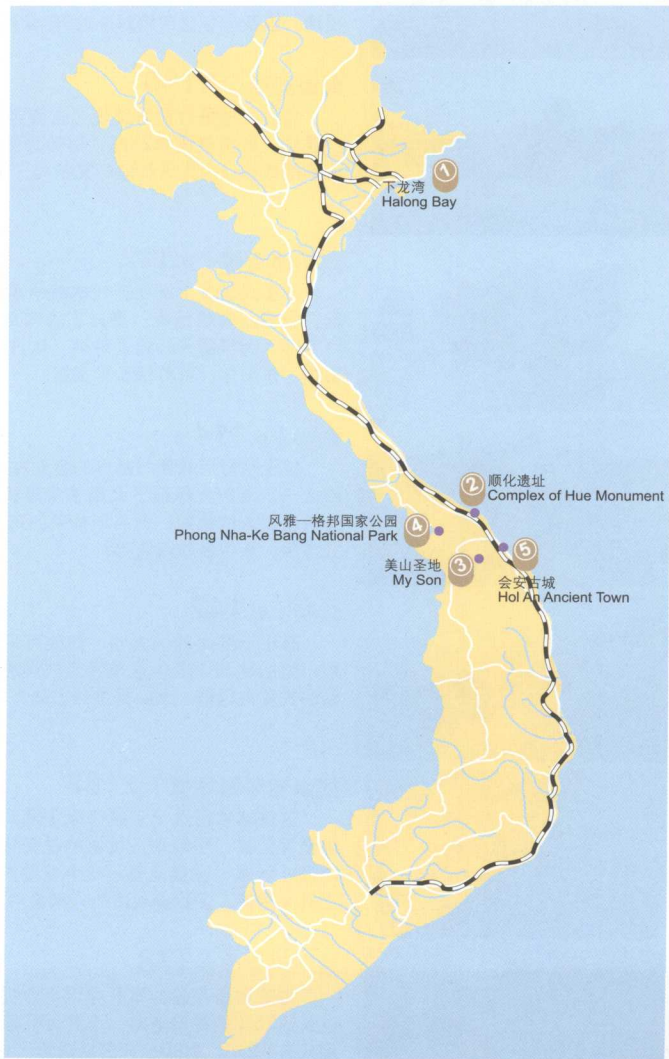 1
下龙湾
Halong Bay
2
顺化遗址
Complex of Hue Monument
风雅—格邦国家公园
Phong Nha-Ke Bang National Park
4
美山圣地
My Son
3
5
会安古城
Hol An Ancient Town